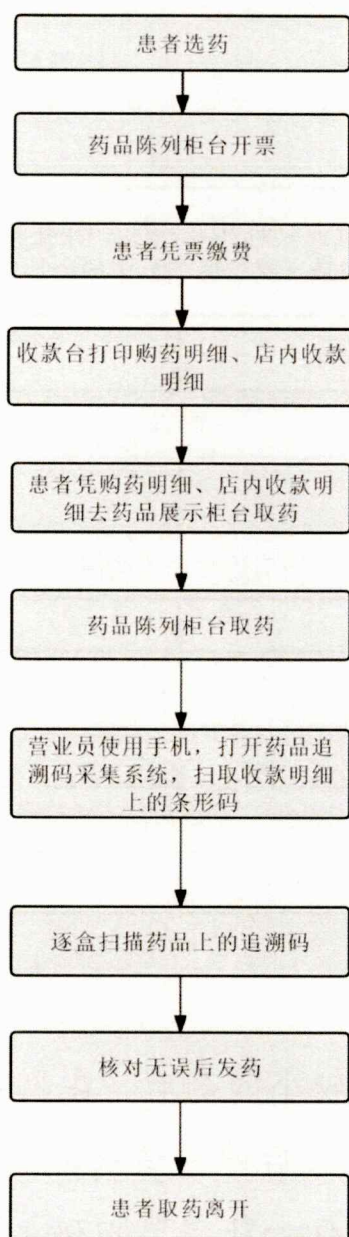 患者选药
药品陈列柜台开票
患者凭票缴费
收款台打印购药明细、店内收款
明细
患者凭购药明细、店内收款明
细去药品展示柜台取药
药品陈列柜台取药
营业员使用手机，打开药品追
溯码采集系统，扫取收款明细
上的条形码
逐盒扫描药品上的追溯码
核对无误后发药
患者取药离开